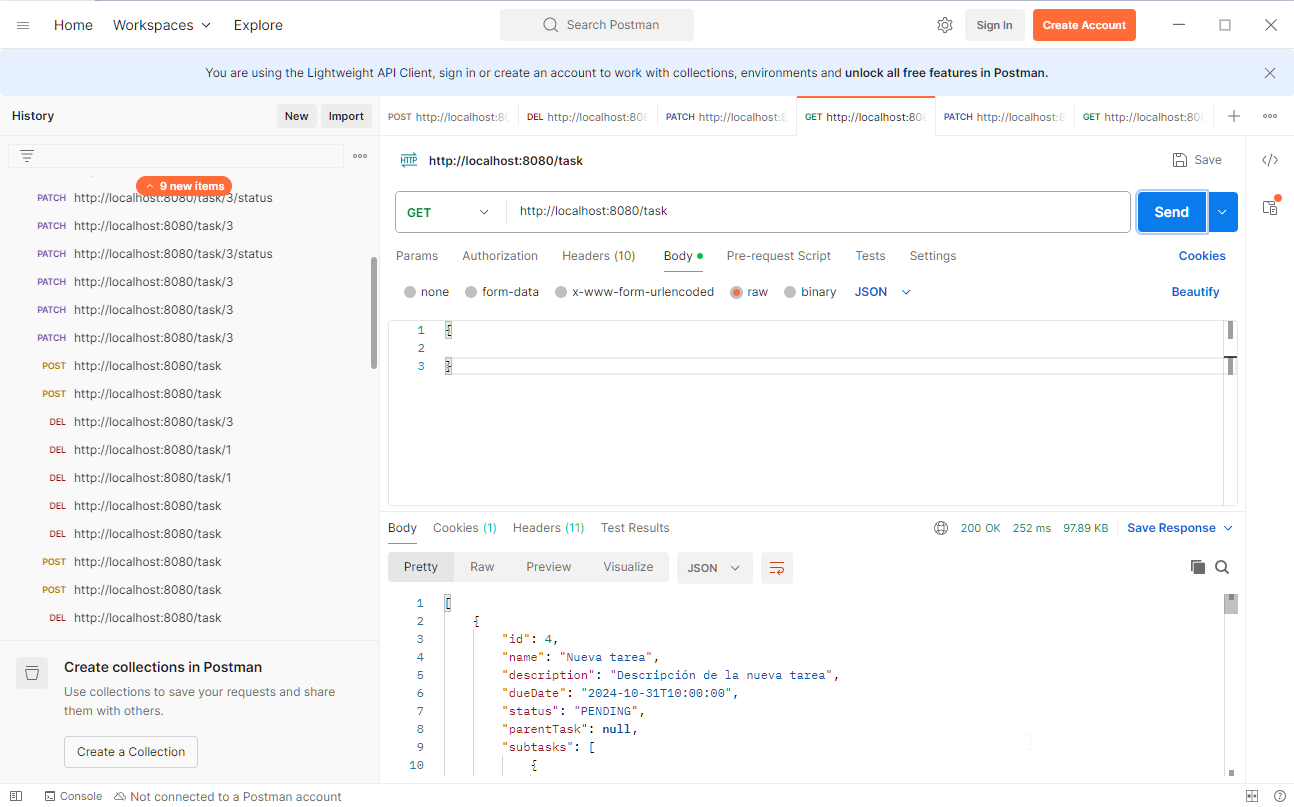 Home Workspaces Explore Search Postman Sign In Create Account
You are using the Lightweight API Client, sign in or create an account to work with collections, environments and unlock all free features in Postman.
History New Import
POST http://localhost:80 DEL http://localhost:808 PATCH http://localhost:8 GET http://localhost:808 PATCH http://localhost:8 GET http://localhost:80
HTTP http://localhost:8080/task Save
9 new items
PATCH http://localhost:8080/task/3/status
PATCH http://localhost:8080/task/3
PATCH http://localhost:8080/task/3/status
PATCH http://localhost:8080/task/3
PATCH http://localhost:8080/task/3
PATCH http://localhost:8080/task/3
POST http://localhost:8080/task
POST http://localhost:8080/task
DEL http://localhost:8080/task/3
DEL http://localhost:8080/task/1
DEL http://localhost:8080/task/1
DEL http://localhost:8080/task
DEL http://localhost:8080/task
POST http://localhost:8080/task
POST http://localhost:8080/task
DEL http://localhost:8080/task
Create collections in Postman
Use collections to save your requests and share
them with others.
Create a Collection
GET http://localhost:8080/task Send
Params Authorization Headers (10) Body Pre-request Script Tests Settings Cookies
none form-data x-www-form-urlencoded raw binary JSON Beautify
1 {
2
3 }
Body Cookies (1) Headers (11) Test Results 200 OK 252 ms 97.89 KB Save Response
Pretty Raw Preview Visualize JSON
1 [
2 {
3 "id": 4,
4 "name": "Nueva tarea",
5 "description": "Descripción de la nueva tarea",
6 "dueDate": "2024-10-31T10:00:00",
7 "status": "PENDING",
8 "parentTask": null,
9 "subtasks": [
10 {
Console Not connected to a Postman account